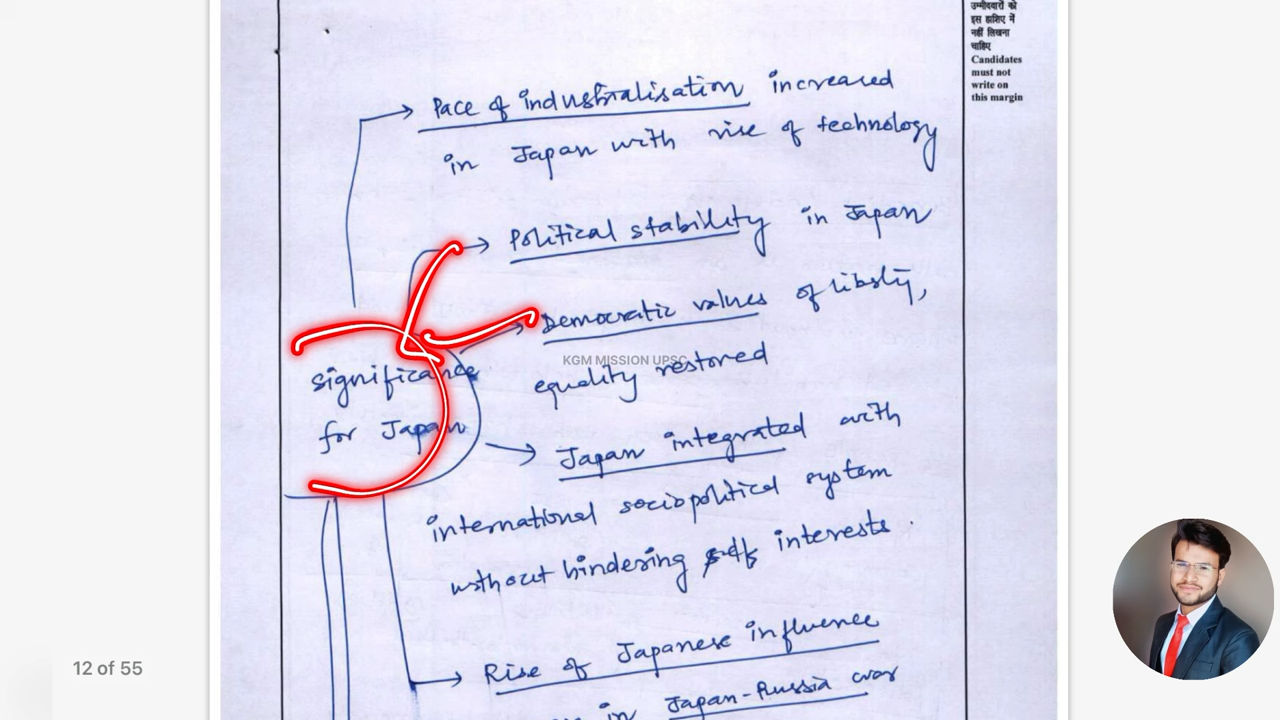 उम्मीदवारों को
इस हाशिए में
नहीं लिखना
चाहिए
Candidates
must not
write on
this margin
Pace of industrialisation increased
in Japan with rise of technology
Political stability in Japan
Democratic values of liberty,
equality restored
KGM MISSION UPSC
significance
for Japan
Japan integrated with
international sociopolitical system
without hindering self interests.
Rise of Japanese influence
in Japan-Russia war
12 of 55